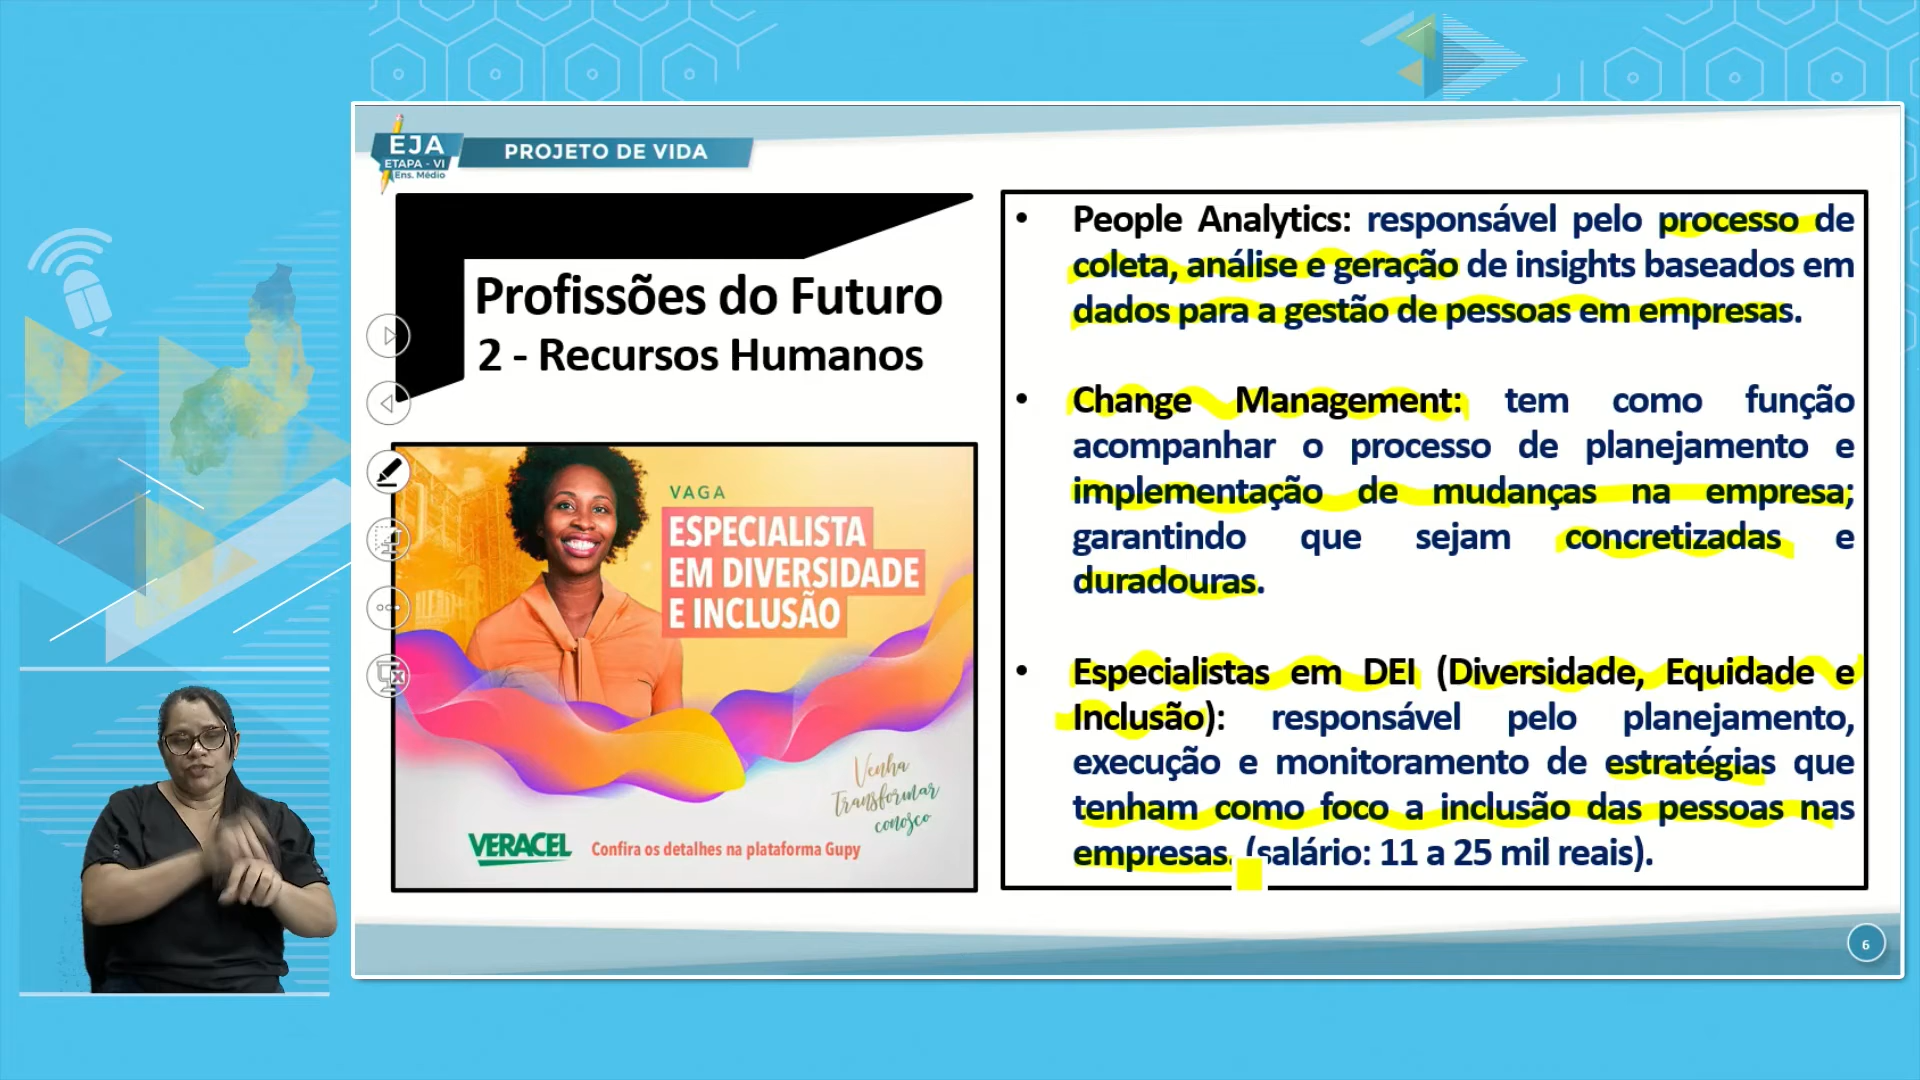 EJA
ETAPA - VI
Ens. Médio
PROJETO DE VIDA
Profissões do Futuro
2 - Recursos Humanos
VAGA
ESPECIALISTA
EM DIVERSIDADE
E INCLUSÃO
Venha
Transformar
conosco
VERACEL
Confira os detalhes na plataforma Gupy
• People Analytics: responsável pelo processo de
coleta, análise e geração de insights baseados em
dados para a gestão de pessoas em empresas.
• Change Management: tem como função
acompanhar o processo de planejamento e
implementação de mudanças na empresa;
garantindo que sejam concretizadas e
duradouras.
• Especialistas em DEI (Diversidade, Equidade e
Inclusão): responsável pelo planejamento,
execução e monitoramento de estratégias que
tenham como foco a inclusão das pessoas nas
empresas. (salário: 11 a 25 mil reais).
6